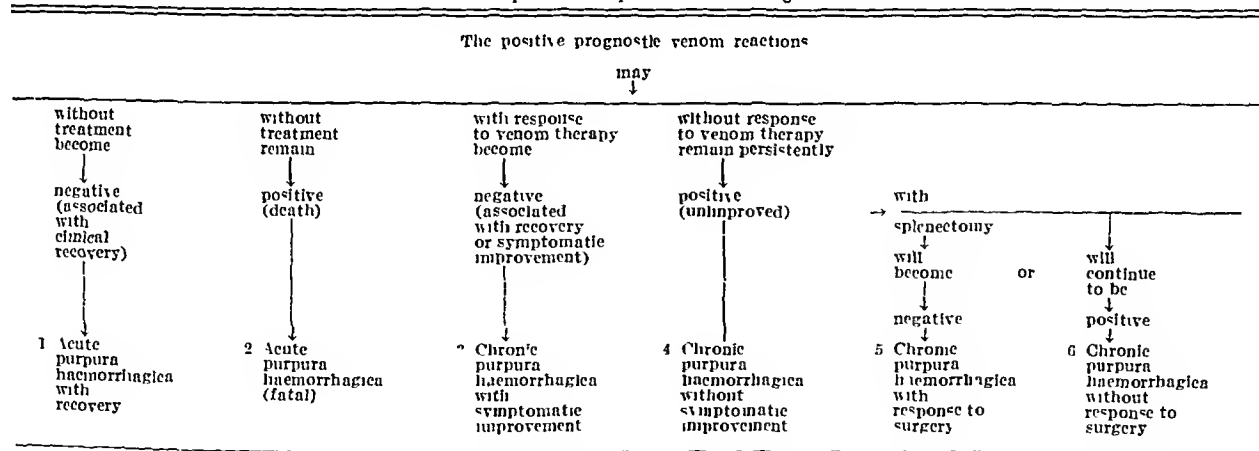 The positive prognostic venom reactions
may
without
treatment
become
negative
(associated
with
clinical
recovery)
1 Acute
purpura
haemorrhagica
with
recovery
without
treatment
remain
positive
(death)
2 Acute
purpura
haemorrhagica
(fatal)
with response
to venom therapy
become
negative
(associated
with recovery
or symptomatic
improvement)
Chronic
purpura
haemorrhagica
with
symptomatic
improvement
without response
to venom therapy
remain persistently
positive
(unimproved)
4 Chronic
purpura
haemorrhagica
without
symptomatic
improvement
→ with
splenectomy
will
become
negative
5 Chronic
purpura
haemorrhagica
with
response to
surgery
or
will
continue
to be
positive
6 Chronic
purpura
haemorrhagica
without
response to
surgery